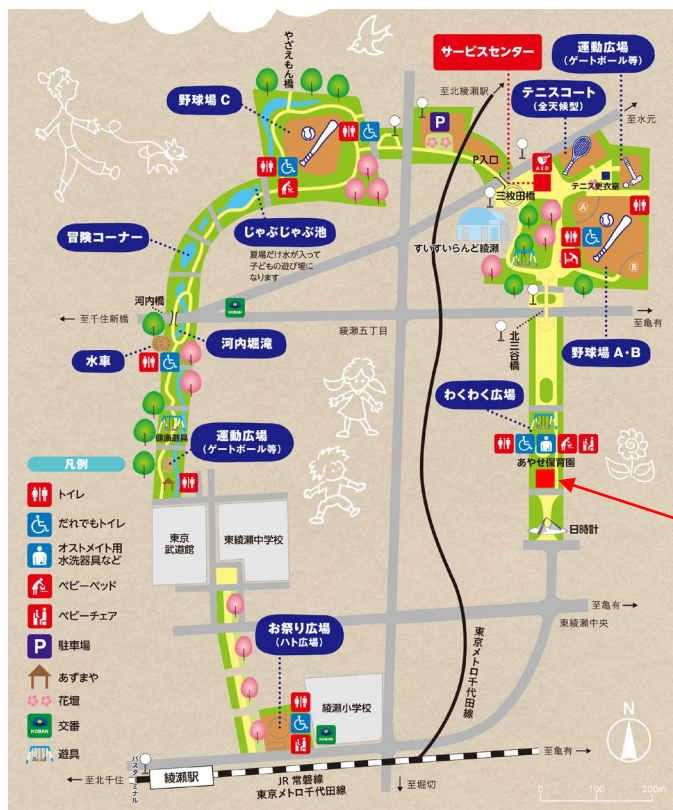 やざえもん橋
野球場 C
至北綾瀬駅
サービスセンター
運動広場
(ゲートボール等)
テニスコート
(全天候型)
至水元
P
P入口
AED
三枚田橋
テニス更衣室
A
B
すいすいらんど綾瀬
じゃぶじゃぶ池
夏場だけ水が入って
子どもの遊び場に
なります
冒険コーナー
河内橋
← 至千住新橋
KOBAN
綾瀬五丁目
至亀有 →
北三谷橋
野球場 A・B
水車
河内堀滝
わくわく広場
健康遊具
運動広場
(ゲートボール等)
あやせ保育園
日時計
東京
武道館
東綾瀬中学校
至亀有 →
東綾瀬中央
お祭り広場
(ハト広場)
綾瀬小学校
KOBAN
東京メトロ千代田線
バスターミナル
← 至北千住
綾瀬駅
JR 常磐線
東京メトロ千代田線
↓ 至堀切
至亀有 →
N
0
100
200m
凡例
トイレ
だれでもトイレ
オストメイト用
水洗器具など
ベビーベッド
ベビーチェア
P
駐車場
あずまや
花壇
KOBAN
交番
遊具